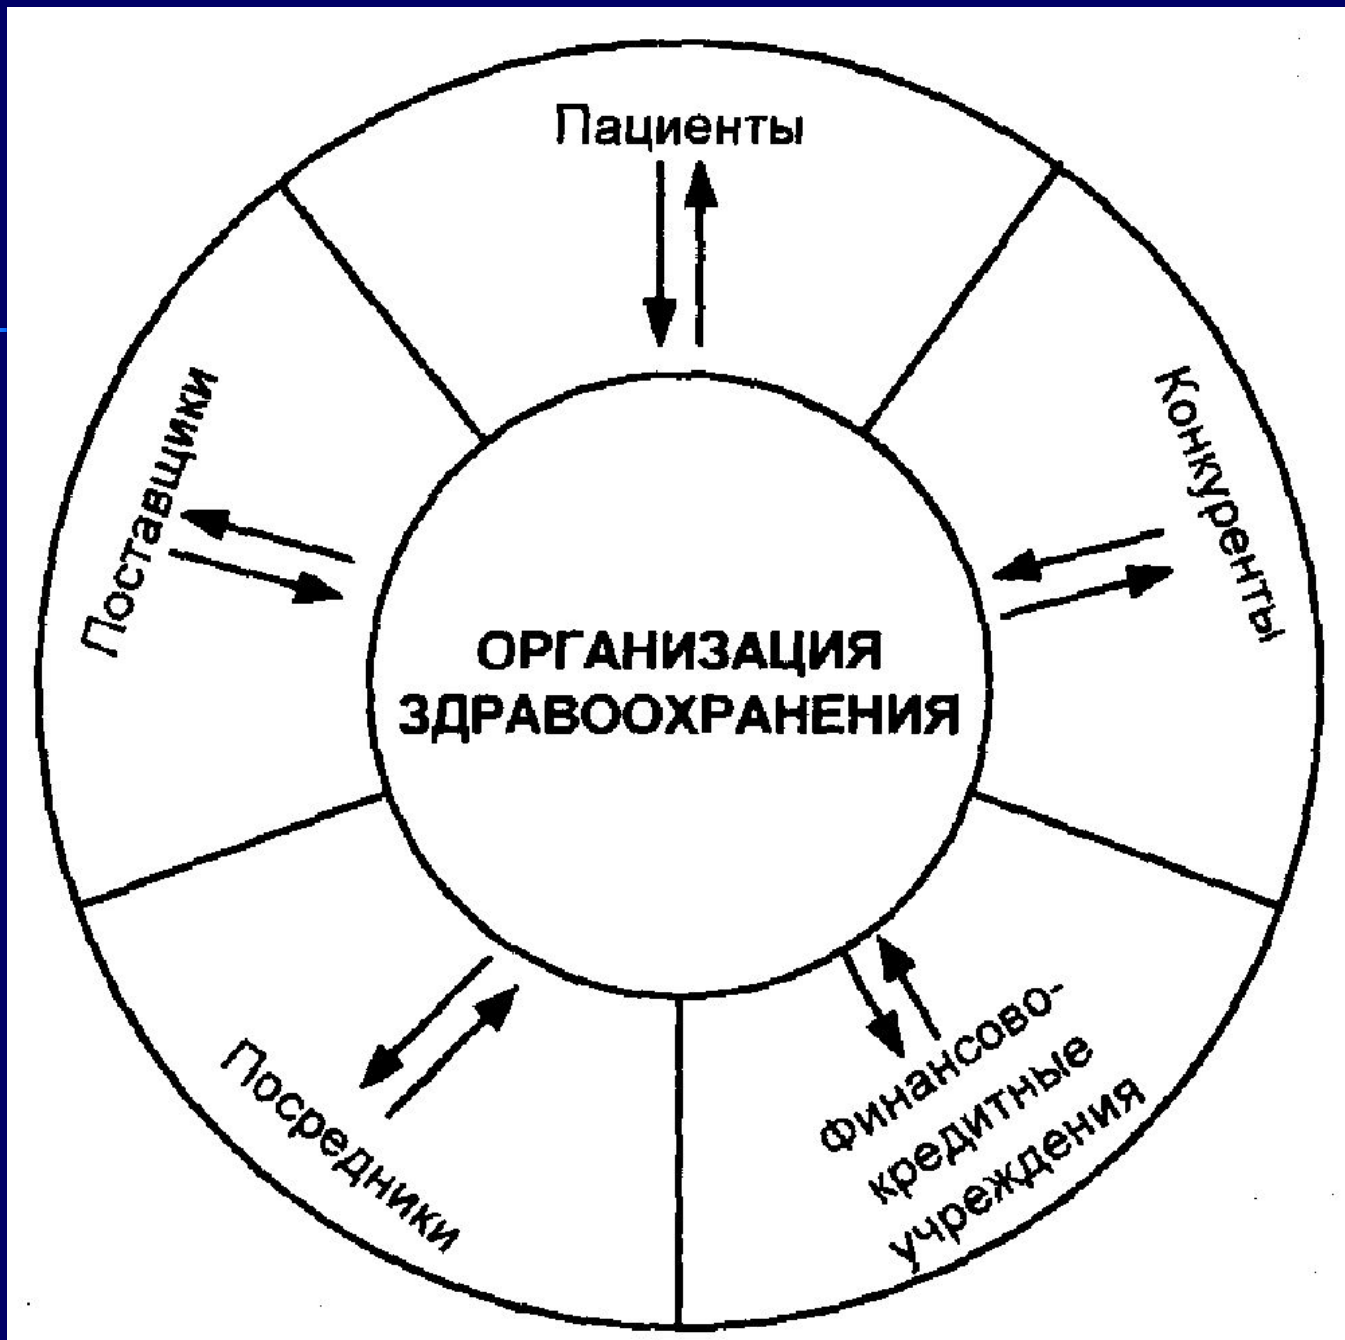 Пациенты
Поставщики
Конкуренты
ОРГАНИЗАЦИЯ
ЗДРАВООХРАНЕНИЯ
Посредники
Финансово-
кредитные
учреждения